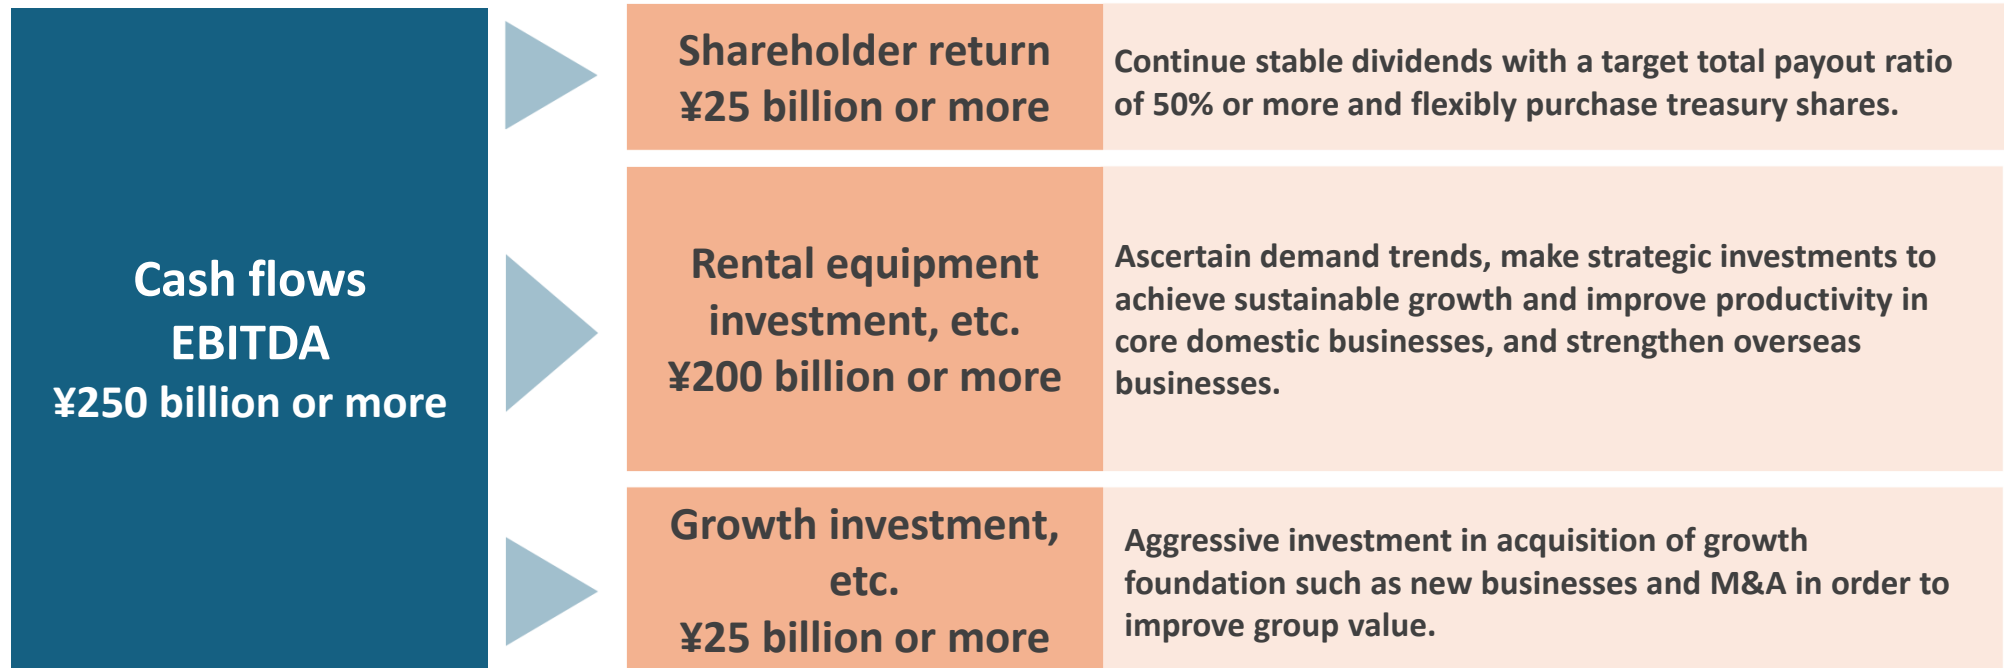 Cash flows
EBITDA
¥250 billion or more
Shareholder return
¥25 billion or more
Continue stable dividends with a target total payout ratio
of 50% or more and flexibly purchase treasury shares.
Rental equipment
investment, etc.
¥200 billion or more
Ascertain demand trends, make strategic investments to
achieve sustainable growth and improve productivity in
core domestic businesses, and strengthen overseas
businesses.
Growth investment,
etc.
¥25 billion or more
Aggressive investment in acquisition of growth
foundation such as new businesses and M&A in order to
improve group value.